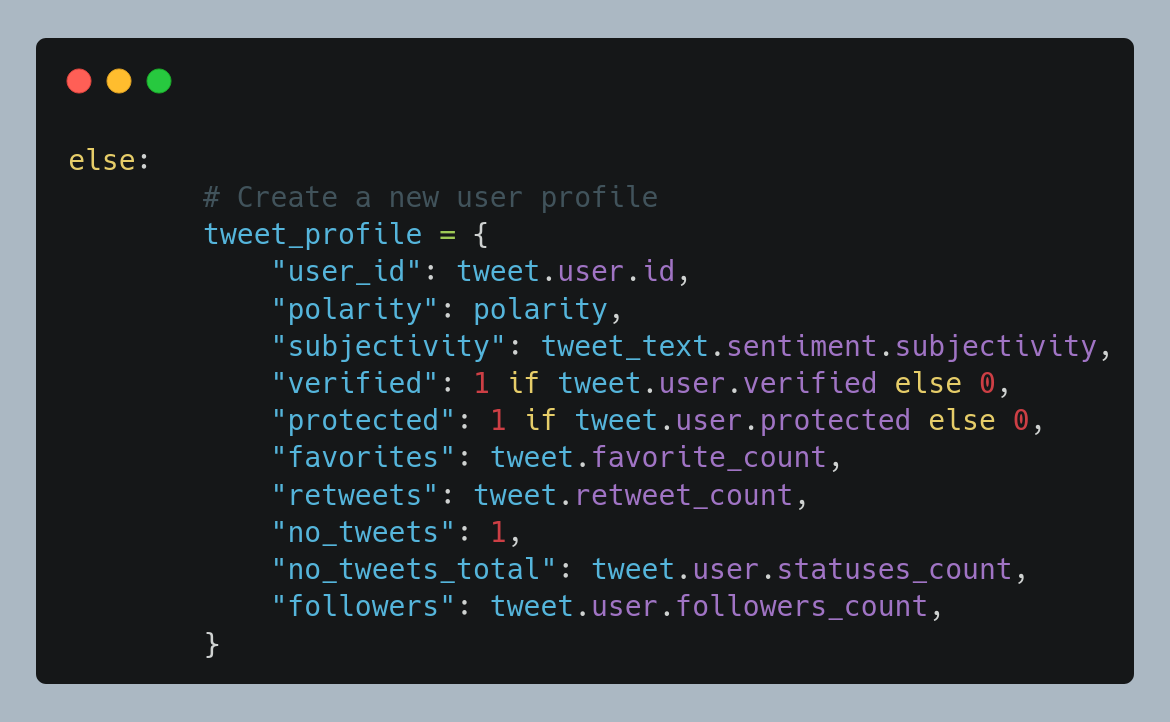 else:
        # Create a new user profile
        tweet_profile = {
            "user_id": tweet.user.id,
            "polarity": polarity,
            "subjectivity": tweet_text.sentiment.subjectivity,
            "verified": 1 if tweet.user.verified else 0,
            "protected": 1 if tweet.user.protected else 0,
            "favorites": tweet.favorite_count,
            "retweets": tweet.retweet_count,
            "no_tweets": 1,
            "no_tweets_total": tweet.user.statuses_count,
            "followers": tweet.user.followers_count,
        }